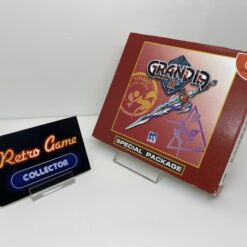 Retro Game
COLLECTOR
GRANDIA
SPECIAL PACKAGE